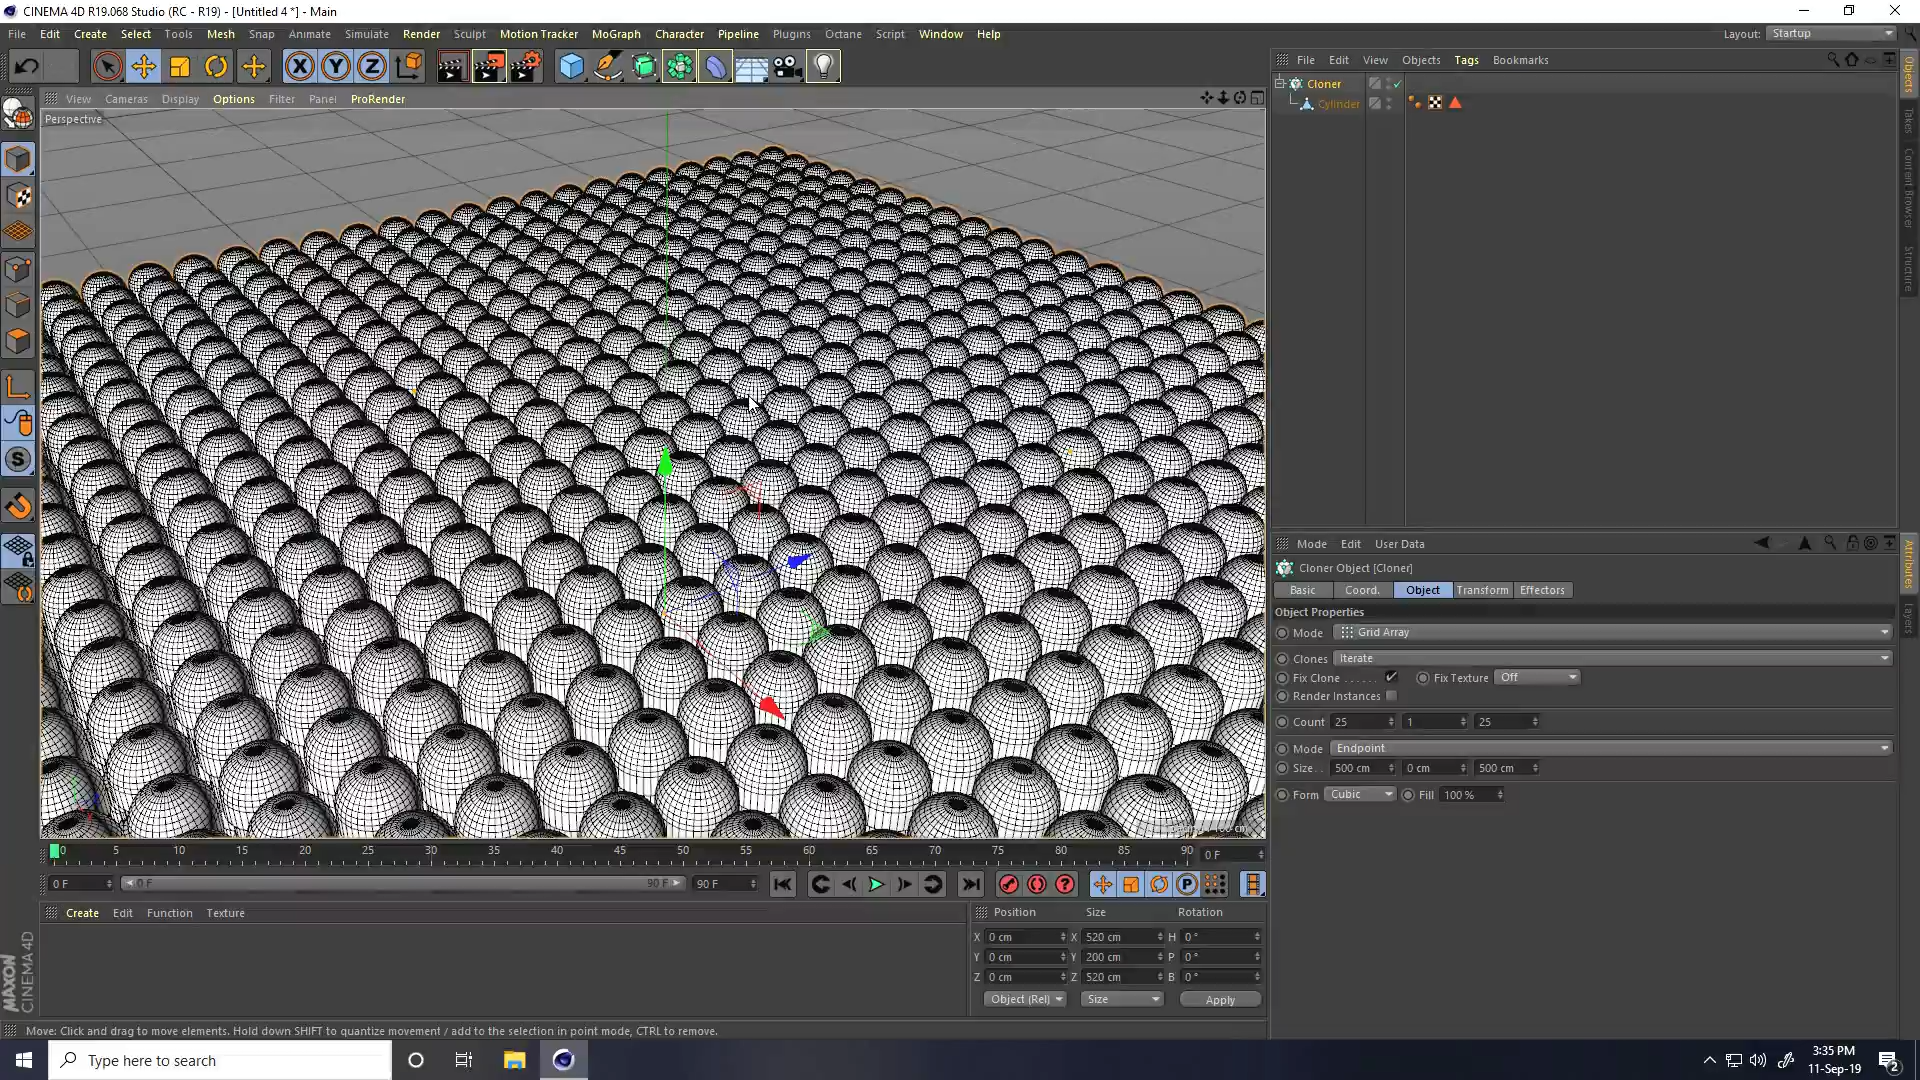 CINEMA 4D R19.068 Studio (RC - R19) - [Untitled 4 *] - Main
File Edit Create Select Tools Mesh Snap Animate Simulate Render Sculpt Motion Tracker MoGraph Character Pipeline Plugins Octane Script Window Help
Layout: Startup
X Y Z
File Edit View Objects Tags Bookmarks
Cloner
Cylinder
View Cameras Display Options Filter Panel ProRender
Perspective
Objects
Takes
Content Browser
Structure
Mode Edit User Data
Cloner Object [Cloner]
Basic Coord. Object Transform Effectors
Object Properties
Mode Grid Array
Clones Iterate
Fix Clone . . . . . . Fix Texture Off
Render Instances
Count 25 1 25
Mode Endpoint
Size. . 500 cm 0 cm 500 cm
Form Cubic Fill 100 %
Attributes
Layers
0 5 10 15 20 25 30 35 40 45 50 55 60 65 70 75 80 85 90 0 F
0 F 0 F 90 F 90 F
Create Edit Function Texture
Position Size Rotation
X 0 cm X 520 cm H 0 °
Y 0 cm Y 200 cm P 0 °
Z 0 cm Z 520 cm B 0 °
Object (Rel) Size Apply
MAXON
CINEMA 4D
Move: Click and drag to move elements. Hold down SHIFT to quantize movement / add to the selection in point mode, CTRL to remove.
Type here to search
3:35 PM
11-Sep-19
2